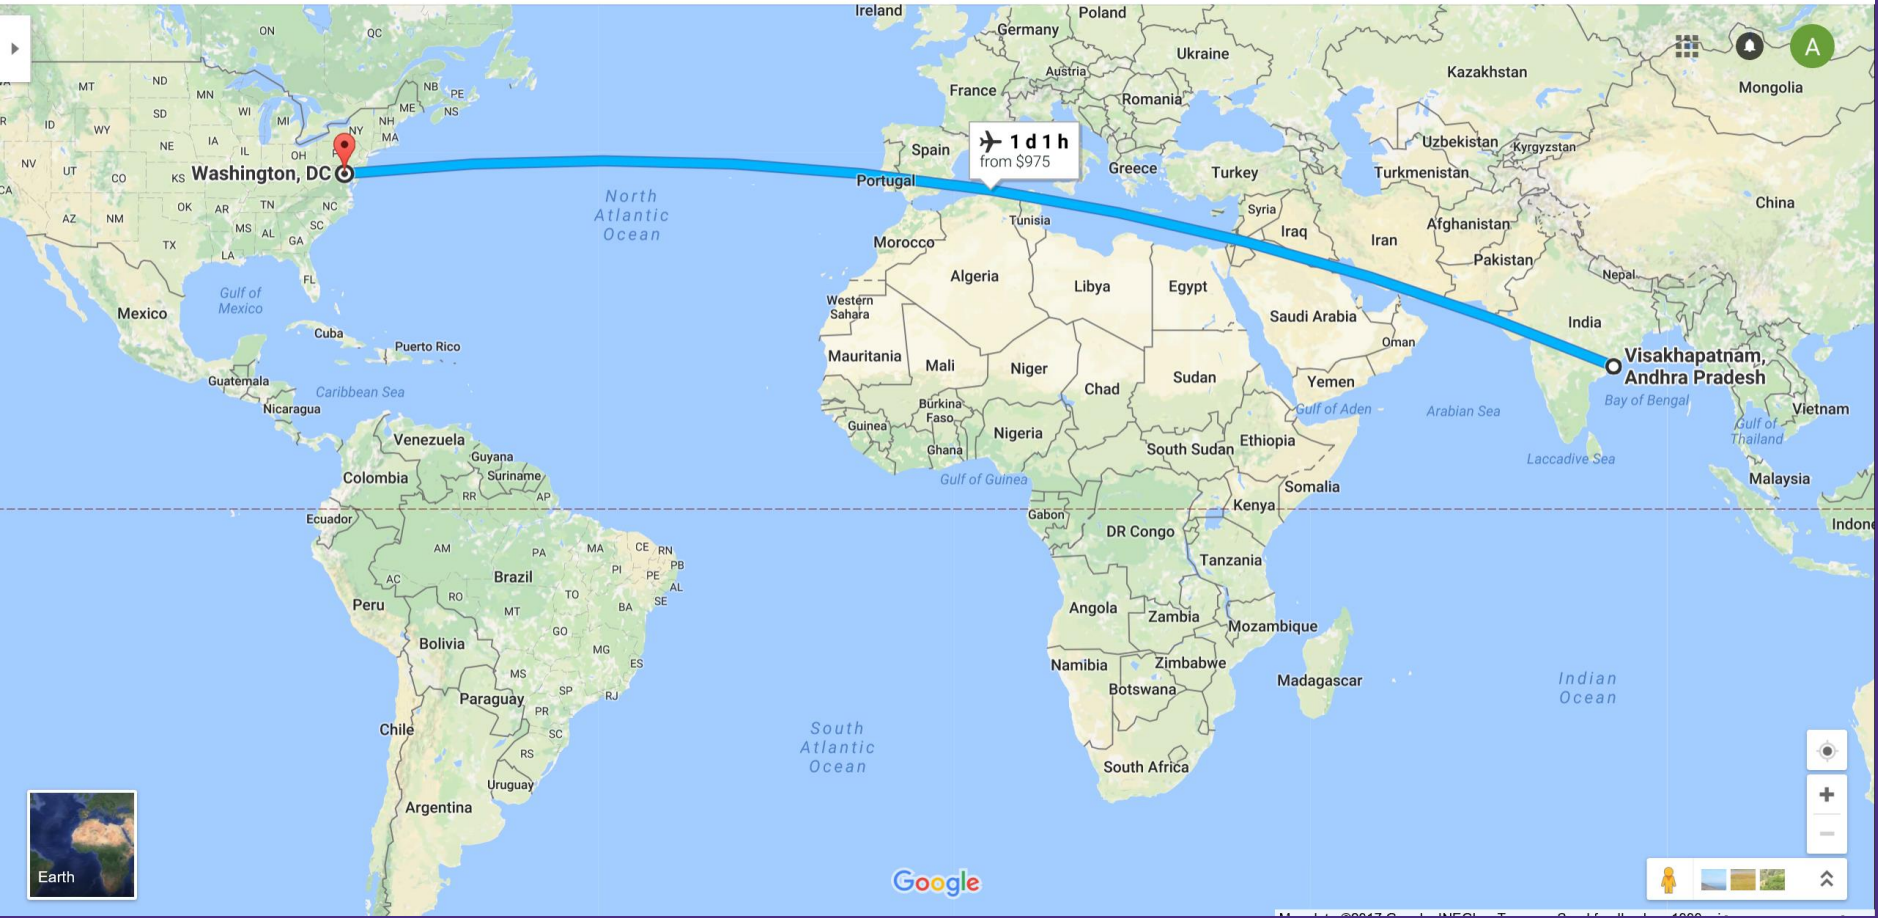 Ireland
Poland
ON
QC
Germany
Ukraine
A
Austria
Kazakhstan
Mongolia
MT
ND
MN
NB
PE
NS
France
Romania
ID
WY
SD
WI
MI
ME
NH
MA
NY
IA
NE
IL
OH
Spain
1 d 1 h
from $975
Greece
Turkey
Uzbekistan
Kyrgyzstan
Turkmenistan
NV
UT
CO
KS
Washington, DC
Portugal
CA
OK
AR
TN
NC
AZ
NM
MS
AL
SC
GA
TX
LA
FL
North
Atlantic
Ocean
Tunisia
Syria
Iraq
Iran
Afghanistan
China
Morocco
Pakistan
Nepal
Algeria
Libya
Egypt
Western
Sahara
Saudi Arabia
India
Gulf of
Mexico
Mexico
Cuba
Puerto Rico
Oman
Mauritania
Mali
Niger
Chad
Sudan
Yemen
Visakhapatnam,
Andhra Pradesh
Guatemala
Caribbean Sea
Nicaragua
Burkina
Faso
Guinea
Ghana
Nigeria
Gulf of Aden
Arabian Sea
Bay of Bengal
Vietnam
Gulf of
Thailand
Venezuela
Guyana
Suriname
Colombia
South Sudan
Ethiopia
Laccadive Sea
Gulf of Guinea
Somalia
Malaysia
RR
AP
Ecuador
Gabon
Kenya
DR Congo
Indone
AM
PA
MA
CE
RN
PB
PI
PE
AL
AC
Brazil
TO
SE
Tanzania
Peru
RO
MT
BA
Angola
Zambia
Mozambique
Bolivia
GO
MG
ES
Namibia
Zimbabwe
Botswana
Madagascar
Indian
Ocean
MS
SP
RJ
Paraguay
PR
Chile
SC
RS
South
Atlantic
Ocean
South Africa
Uruguay
Argentina
Earth
Google